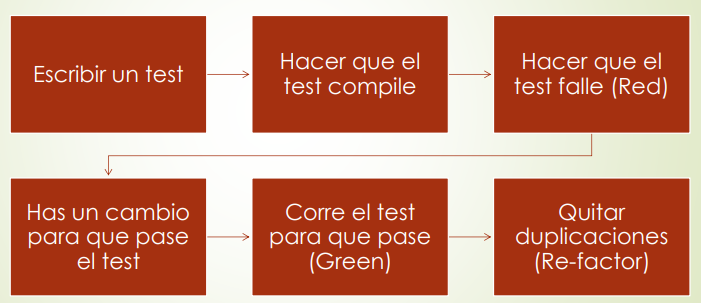 Escribir un test
Hacer que el
test compile
Hacer que el
test falle (Red)
Has un cambio
para que pase
el test
Corre el test
para que pase
(Green)
Quitar
duplicaciones
(Re-factor)